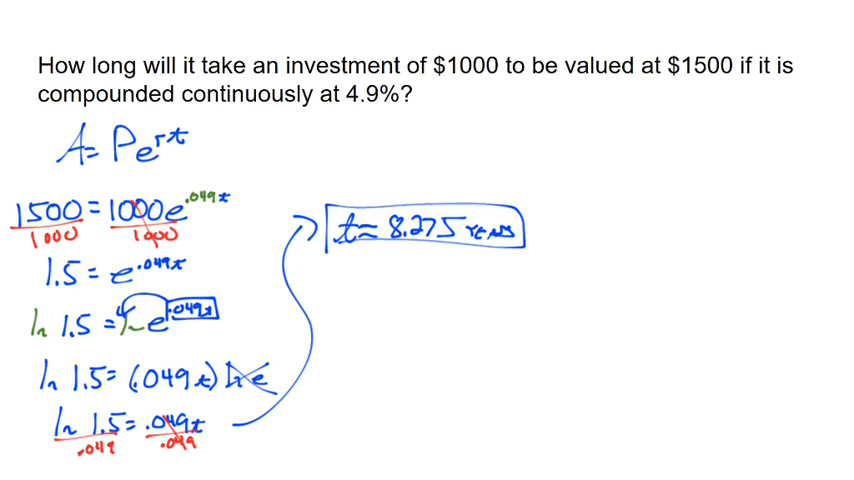 How long will it take an investment of $1000 to be valued at $1500 if it is
compounded continuously at 4.9%?
A = Pe^rt
1500 = 1000e^.049t
1000 1000
1.5 = e^.049t
ln 1.5 = ln e^.049t
ln 1.5 = (.049t) ln e
ln 1.5 = .049t
.049 .049
t ≈ 8.275 YEARS